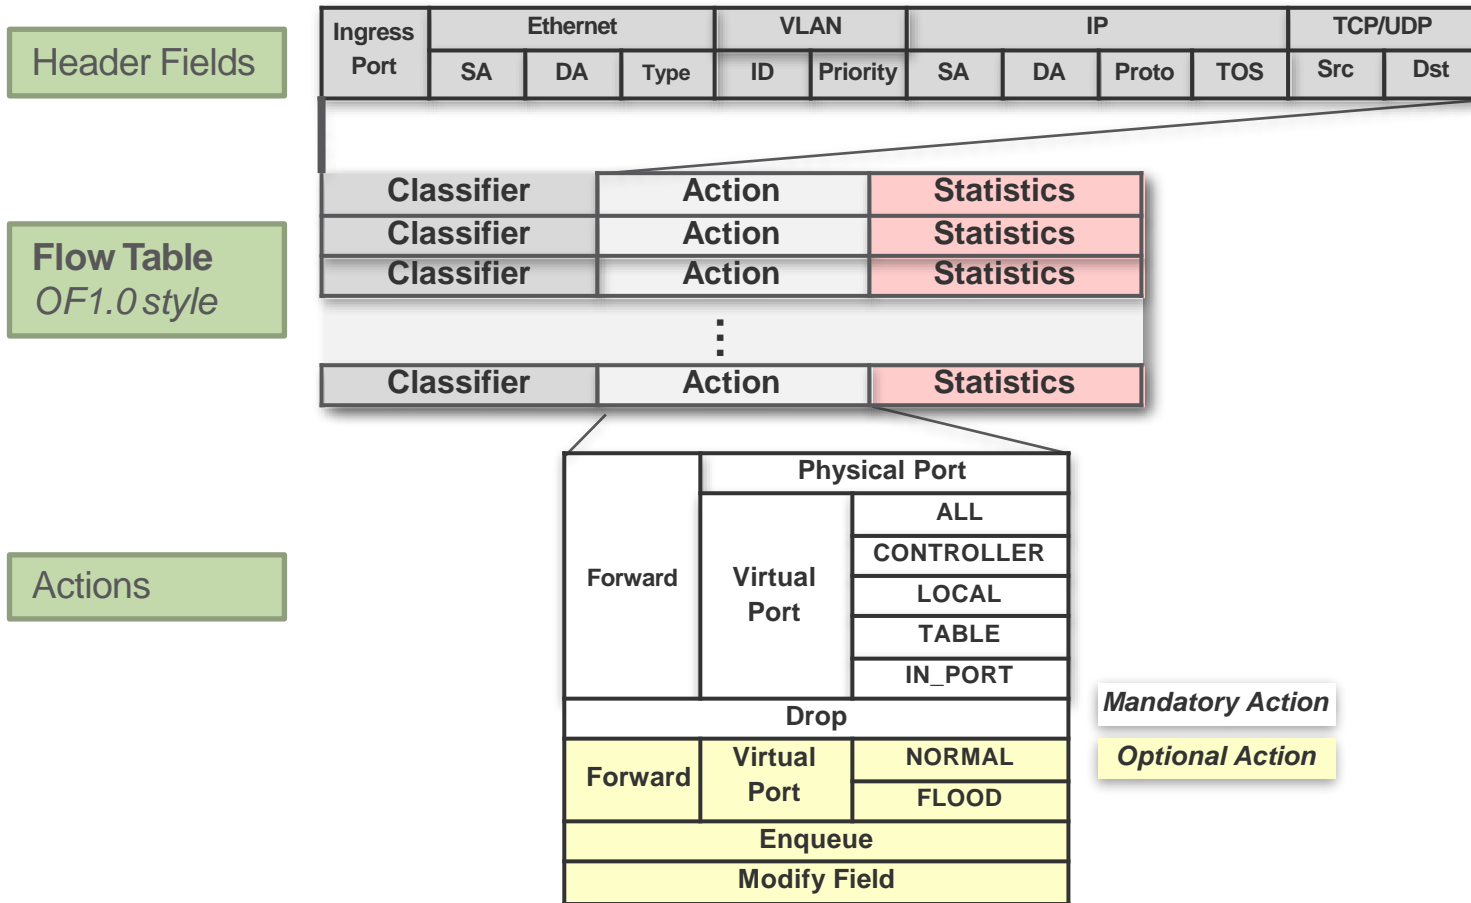 Header Fields
Ingress Port
Ethernet
VLAN
IP
TCP/UDP
SA
DA
Type
ID
Priority
SA
DA
Proto
TOS
Src
Dst
Flow Table
OF1.0 style
Classifier Action Statistics
Classifier Action Statistics
Classifier Action Statistics
⋮
Classifier Action Statistics
Actions
Forward
Physical Port
Virtual
Port
ALL
CONTROLLER
LOCAL
TABLE
IN_PORT
Drop
Forward
Virtual
Port
NORMAL
FLOOD
Enqueue
Modify Field
Mandatory Action
Optional Action